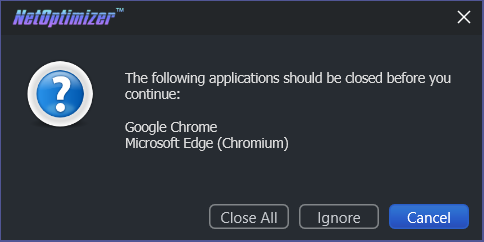 NetOptimizer™
The following applications should be closed before you
continue:
Google Chrome
Microsoft Edge (Chromium)
Close All Ignore Cancel